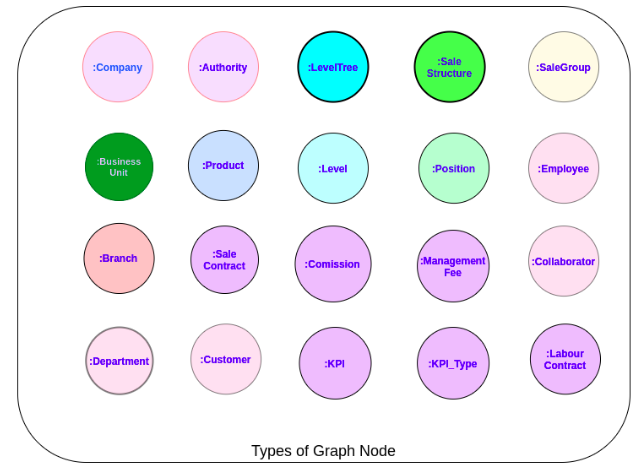 :Company
:Authority
:LevelTree
:Sale
Structure
:SaleGroup
:Business
Unit
:Product
:Level
:Position
:Employee
:Branch
:Sale
Contract
:Comission
:Management
Fee
:Collaborator
:Department
:Customer
:KPI
:KPI_Type
:Labour
Contract
Types of Graph Node